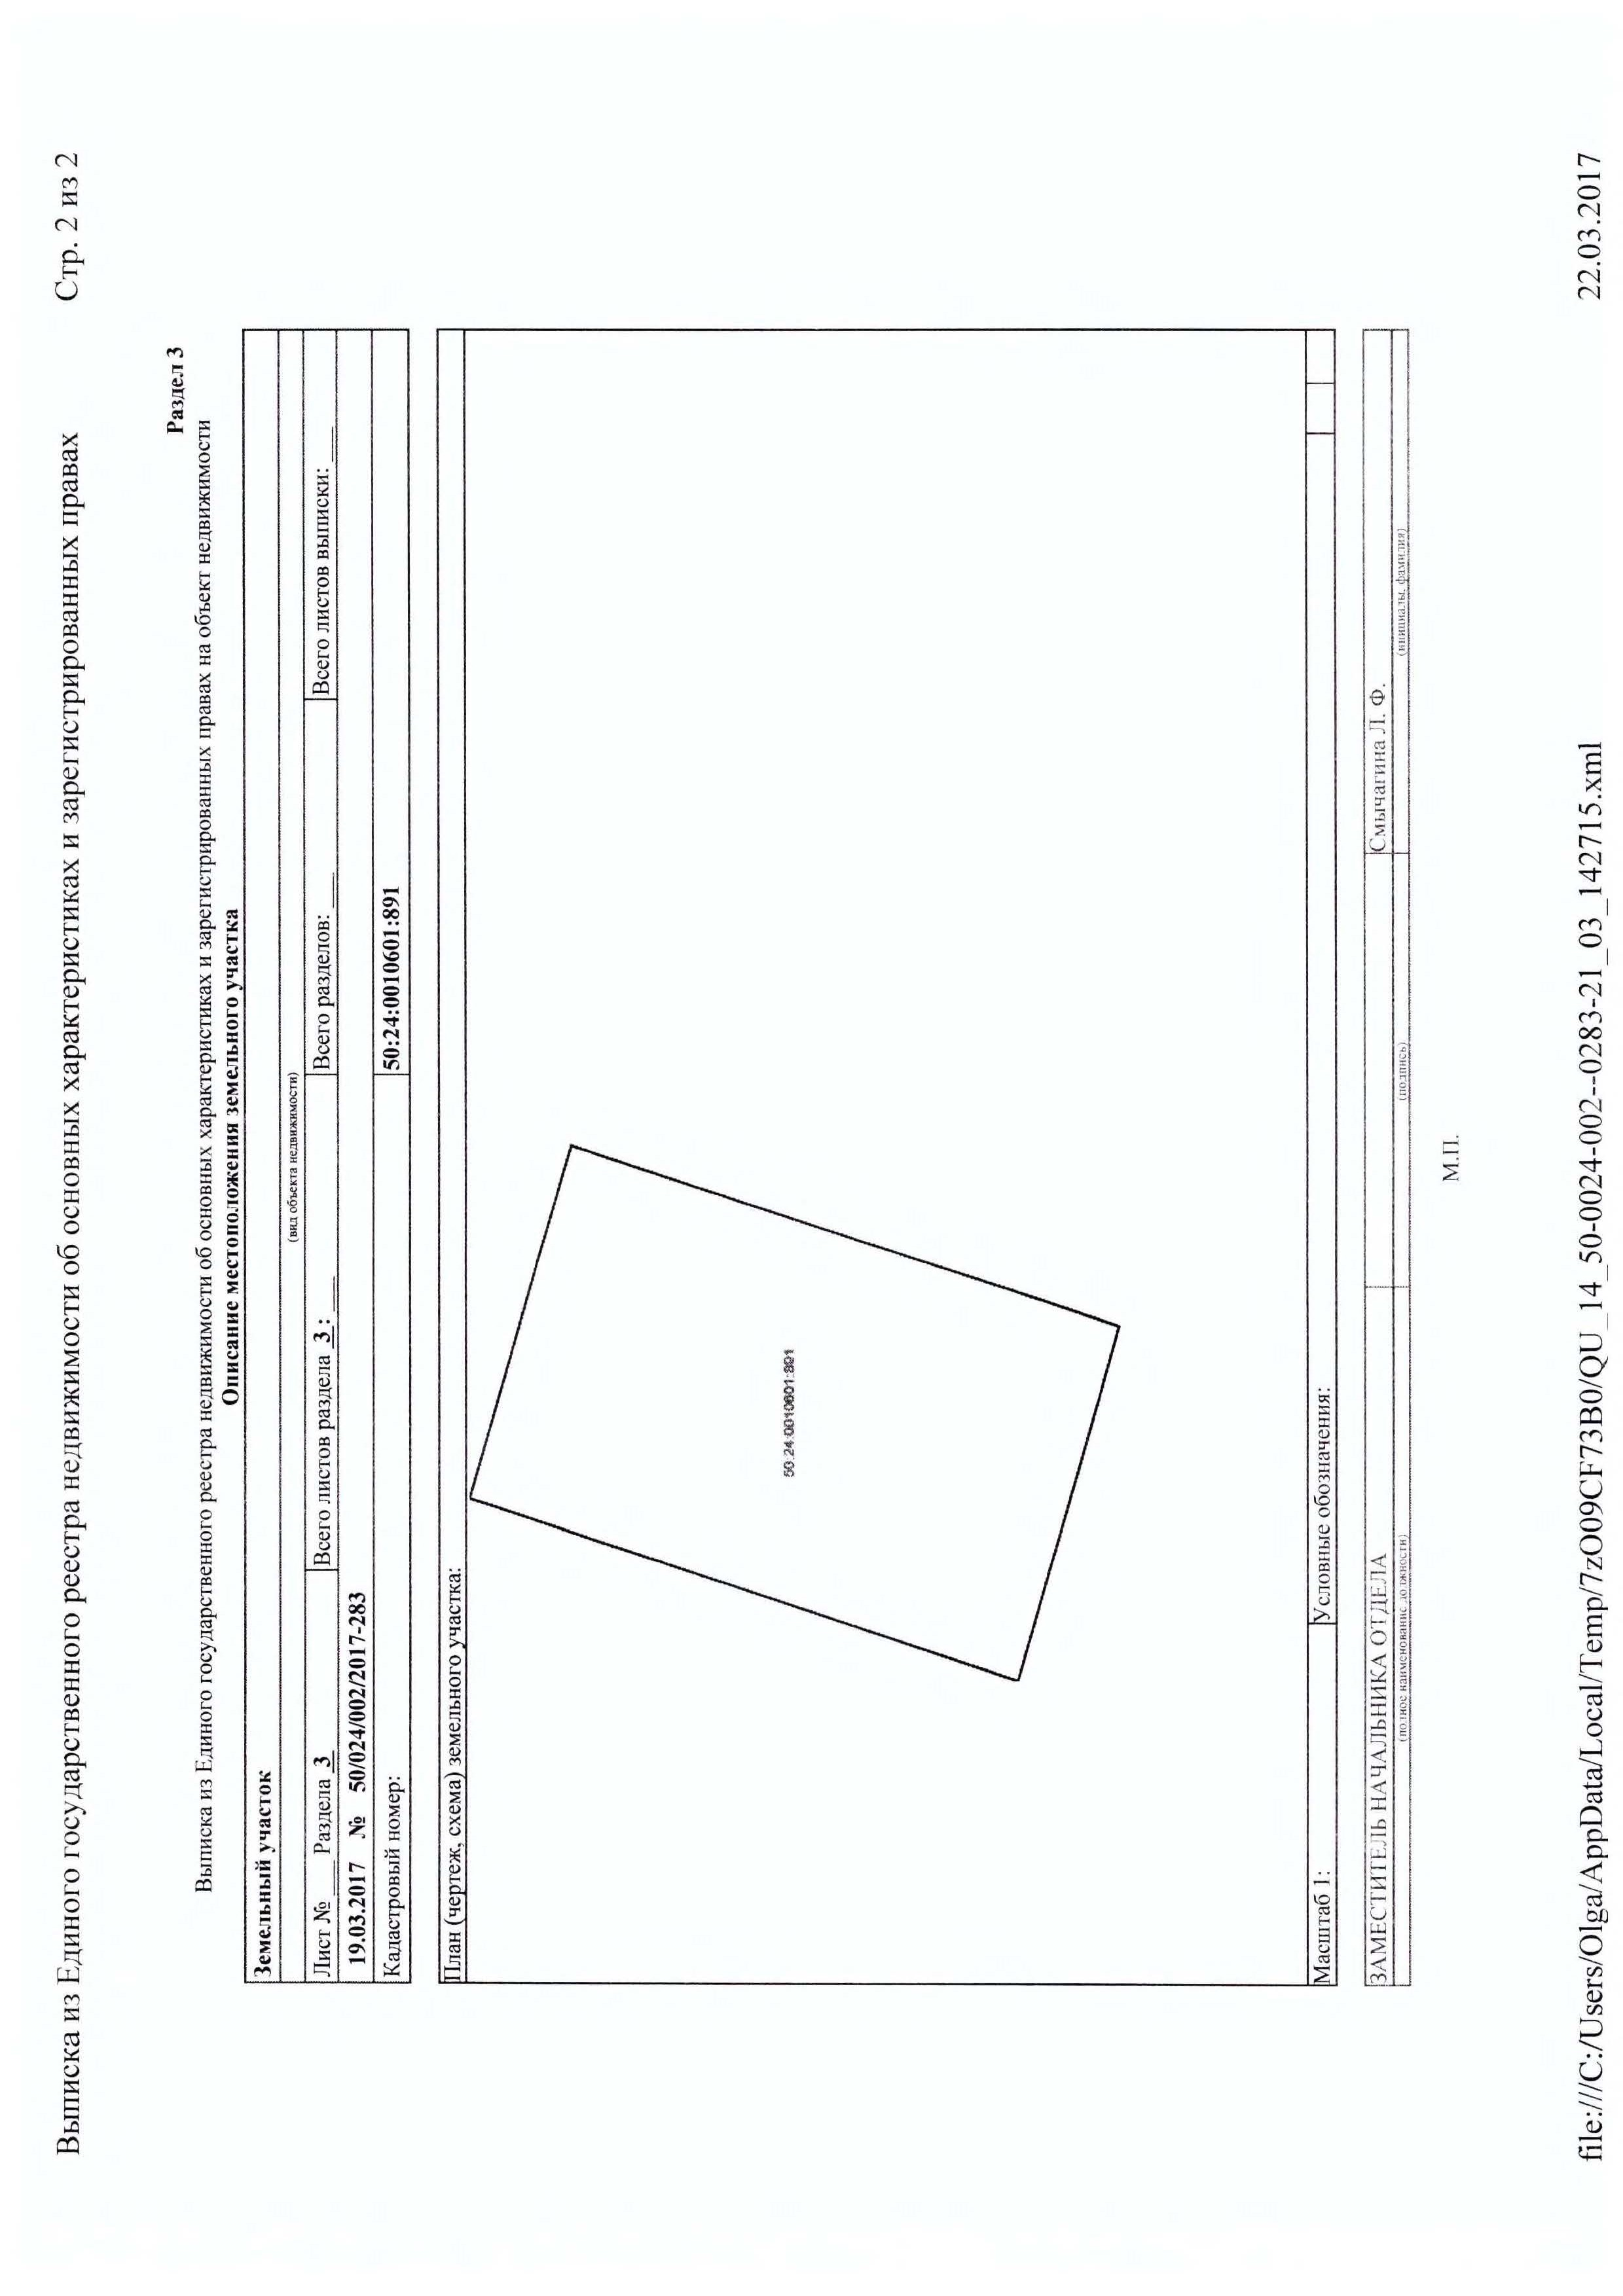 Выписка из Единого государственного реестра недвижимости об основных характеристиках и зарегистрированных правах Стр. 2 из 2
Раздел 3
Выписка из Единого государственного реестра недвижимости об основных характеристиках и зарегистрированных правах на объект недвижимости
Описание местоположения земельного участка
Земельный участок
(вид объекта недвижимости)
Лист № ___ Раздела 3 Всего листов раздела 3 : ___ Всего разделов: ___ Всего листов выписки: ___
19.03.2017 № 50/024/002/2017-283
Кадастровый номер: 50:24:0010601:891
План (чертеж, схема) земельного участка:
50:24:0010601:891
Масштаб 1: Условные обозначения:
ЗАМЕСТИТЕЛЬ НАЧАЛЬНИКА ОТДЕЛА Смычагина Л. Ф.
(полное наименование должности) (подпись) (инициалы, фамилия)
М.П.
file:///C:/Users/Olga/AppData/Local/Temp/7zO09CF73B0/QU_14_50-0024-002--0283-21_03_142715.xml 22.03.2017